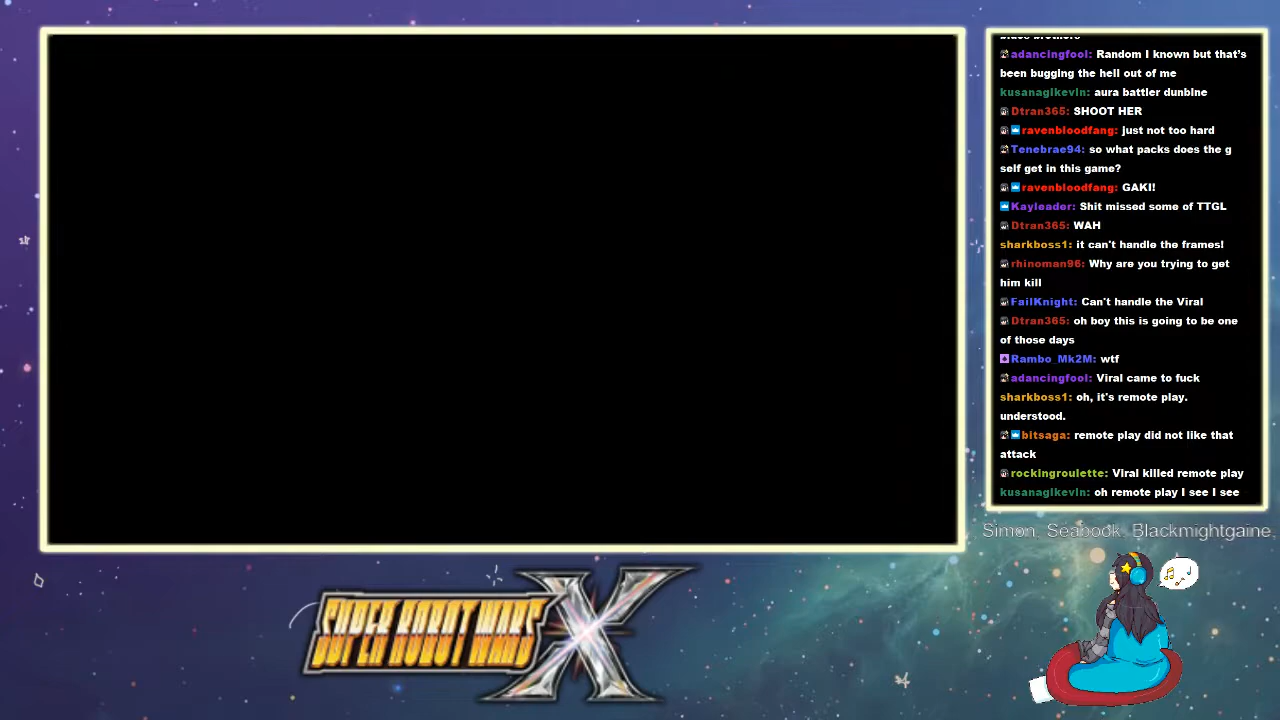 adancingfool: Random I known but that's
been bugging the hell out of me
kusanagikevin: aura battler dunbine
Dtran365: SHOOT HER
ravenbloodfang: just not too hard
Tenebrae94: so what packs does the g
self get in this game?
ravenbloodfang: GAKI!
Kayleader: Shit missed some of TTGL
Dtran365: WAH
sharkboss1: it can't handle the frames!
rhinoman96: Why are you trying to get
him kill
FailKnight: Can't handle the Viral
Dtran365: oh boy this is going to be one
of those days
Rambo_Mk2M: wtf
adancingfool: Viral came to fuck
sharkboss1: oh, it's remote play.
understood.
bitsaga: remote play did not like that
attack
rockingroulette: Viral killed remote play
kusanagikevin: oh remote play I see I see
Simon, Seabook, Blackmightgaine,
SUPER ROBOT WARS X